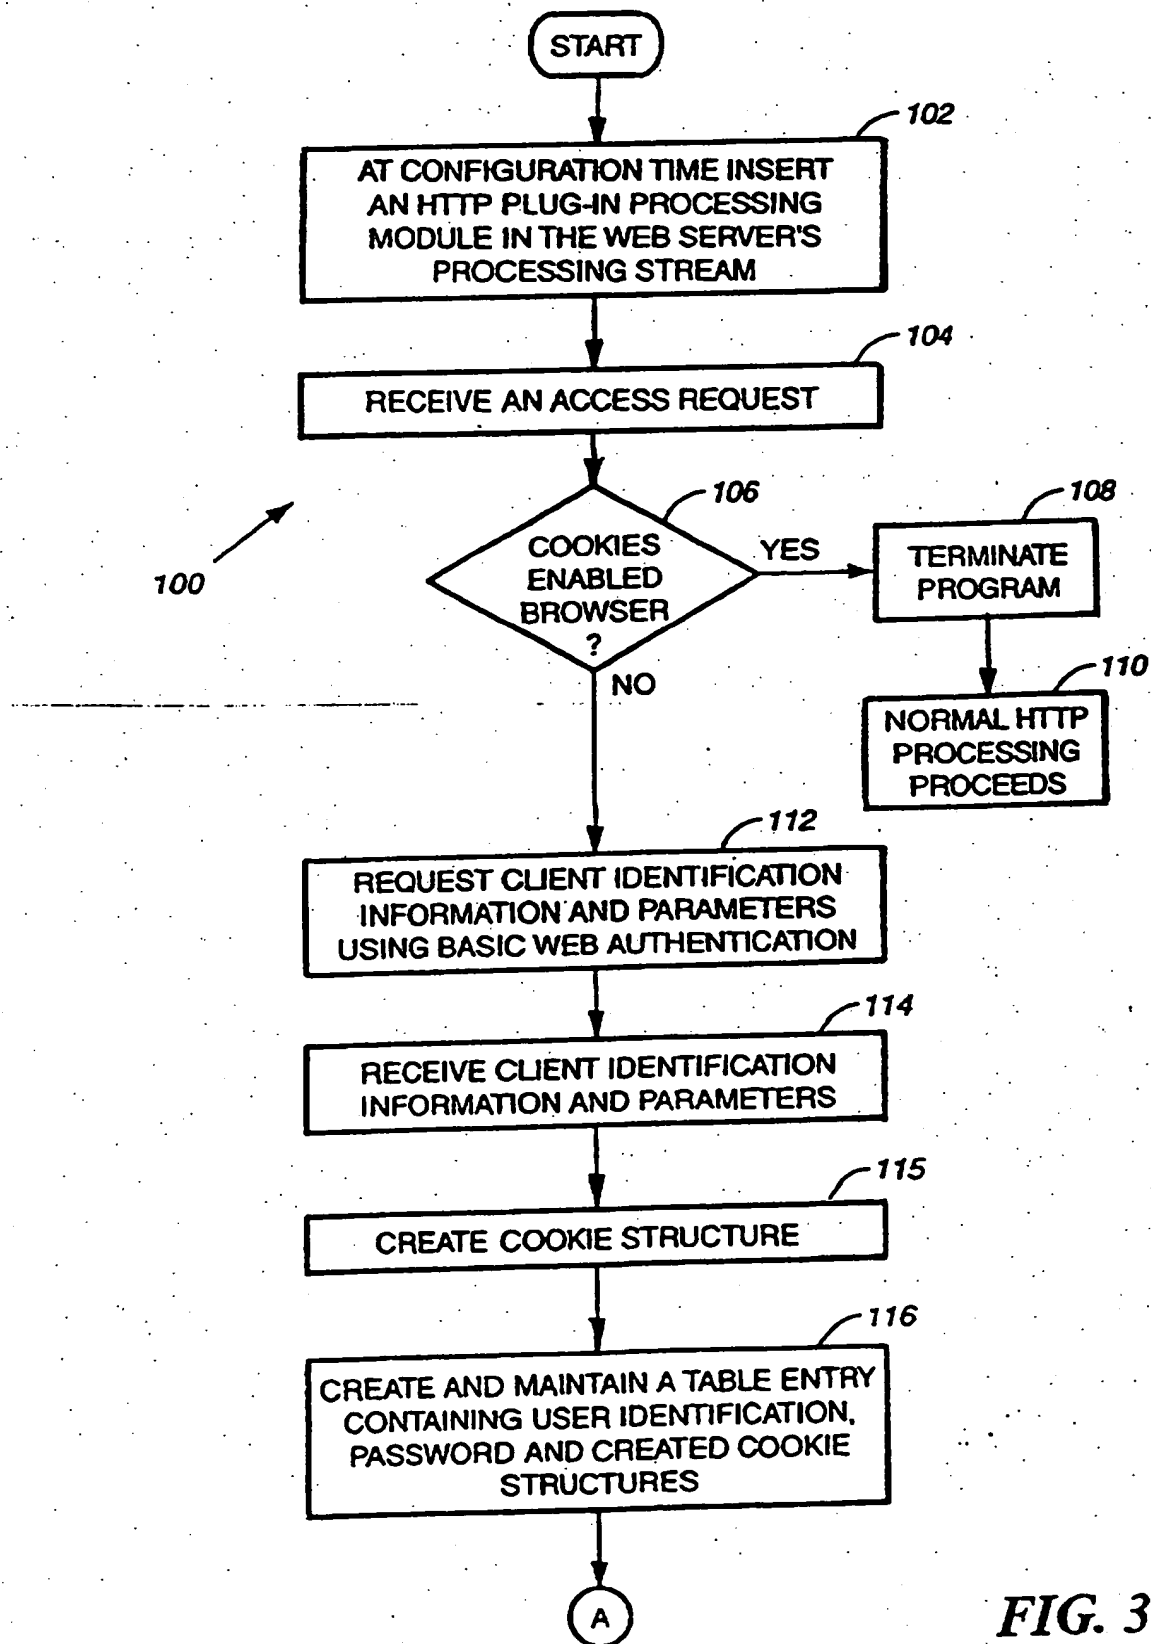 START
102
AT CONFIGURATION TIME INSERT
AN HTTP PLUG-IN PROCESSING
MODULE IN THE WEB SERVER'S
PROCESSING STREAM
104
RECEIVE AN ACCESS REQUEST
106
COOKIES
ENABLED
BROWSER
?
YES
108
TERMINATE
PROGRAM
100
NO
110
NORMAL HTTP
PROCESSING
PROCEEDS
112
REQUEST CLIENT IDENTIFICATION
INFORMATION AND PARAMETERS
USING BASIC WEB AUTHENTICATION
114
RECEIVE CLIENT IDENTIFICATION
INFORMATION AND PARAMETERS
115
CREATE COOKIE STRUCTURE
116
CREATE AND MAINTAIN A TABLE ENTRY
CONTAINING USER IDENTIFICATION,
PASSWORD AND CREATED COOKIE
STRUCTURES
A
FIG. 3